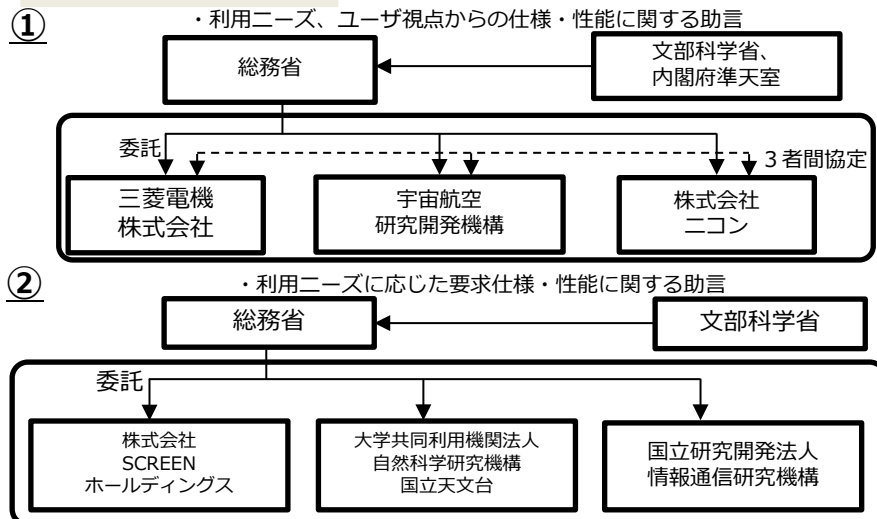 ①
・利用ニーズ、ユーザ視点からの仕様・性能に関する助言
総務省
文部科学省、
内閣府準天室
委託
3者間協定
三菱電機
株式会社
宇宙航空
研究開発機構
株式会社
ニコン
②
・利用ニーズに応じた要求仕様・性能に関する助言
総務省
文部科学省
委託
株式会社
SCREEN
ホールディングス
大学共同利用機関法人
自然科学研究機構
国立天文台
国立研究開発法人
情報通信研究機構